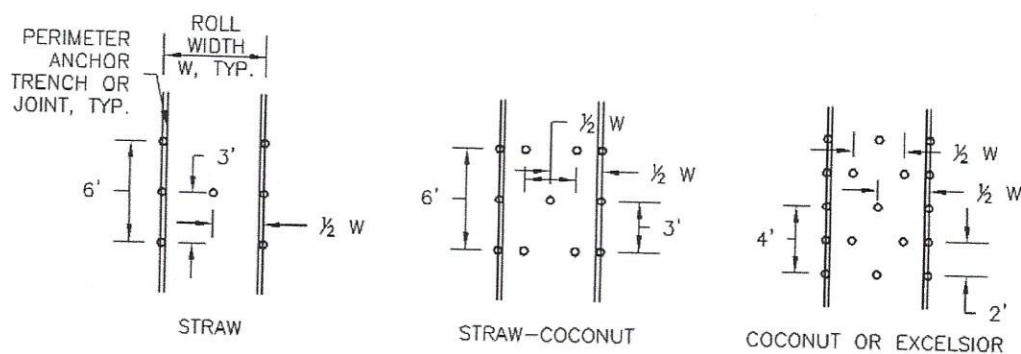 PERIMETER
ANCHOR
TRENCH OR
JOINT, TYP.
ROLL
WIDTH
W, TYP.
6'
3'
½ W
STRAW
½ W
6'
½ W
3'
STRAW-COCONUT
½ W
½ W
4'
2'
COCONUT OR EXCELSIOR